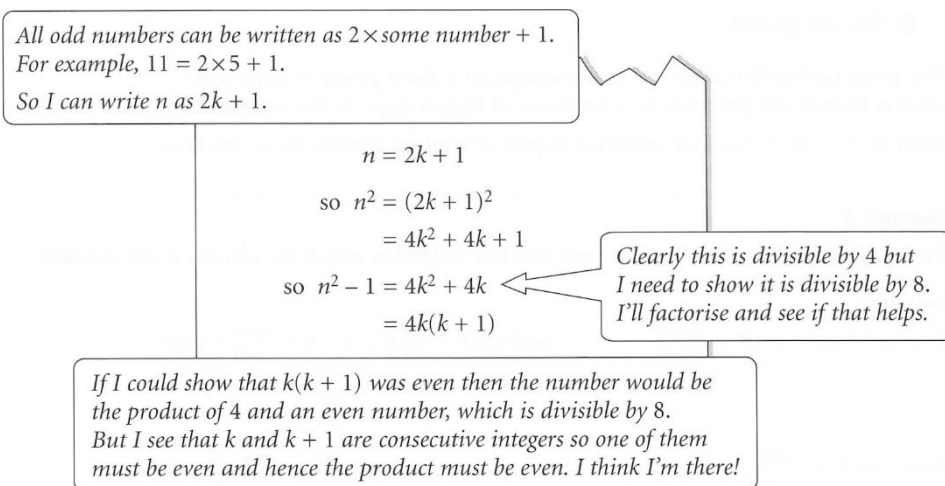 All odd numbers can be written as 2×some number + 1.
For example, 11 = 2×5 + 1.
So I can write n as 2k + 1.
n = 2k + 1
so n² = (2k + 1)²
= 4k² + 4k + 1
so n² – 1 = 4k² + 4k
= 4k(k + 1)
Clearly this is divisible by 4 but
I need to show it is divisible by 8.
I'll factorise and see if that helps.
If I could show that k(k + 1) was even then the number would be
the product of 4 and an even number, which is divisible by 8.
But I see that k and k + 1 are consecutive integers so one of them
must be even and hence the product must be even. I think I'm there!